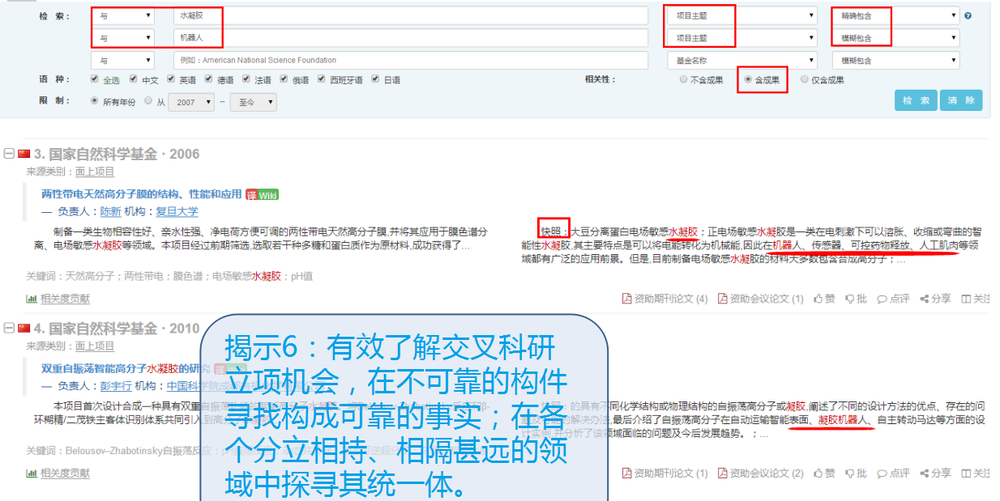 检 索： 与 水凝胶 项目主题 精确包含
与 机器人 项目主题 模糊包含
与 例如：American National Science Foundation 基金名称 模糊包含
语 种： 全选 中文 英语 德语 法语 俄语 西班牙语 日语 相关性： 不含成果 含成果 仅含成果
限 制： 所有年份 从 2007 -- 至今 检 索 清 除
3. 国家自然科学基金 · 2006
来源类别：面上项目
两性带电天然高分子膜的结构、性能和应用 译 Wiki
— 负责人：陈新 机构：复旦大学
制备一类生物相容性好、亲水性强、净电荷方便可调的两性带电天然高分子膜,并将其应用于膜色谱分
离、电场敏感水凝胶等领域。本项目经过前期筛选,选取若干种多糖和蛋白质作为原材料,成功获得了...
快照：大豆分离蛋白电场敏感水凝胶；正电场敏感水凝胶是一类在电刺激下可以溶胀、收缩或弯曲的智
能性水凝胶,其主要特点是可以将电能转化为机械能,因此在机器人、传感器、可控药物释放、人工肌肉等领
域都有广泛的应用前景。但是,目前制备电场敏感水凝胶的材料大多数包含合成高分子；...
关键词：天然高分子；两性带电；膜色谱；电场敏感水凝胶；pH值
相关度贡献 资助期刊论文 (4) 资助会议论文 (1) 赞 批 点评 分享 关注
4. 国家自然科学基金 · 2010
来源类别：面上项目
双重自振荡智能高分子水凝胶的研究
— 负责人：彭宇行 机构：中国科学院成
本项目首次设计合成一种具有双重自振
环糊精/二茂铁主客体识别体系共同引入到高
快照：的具有不同化学结构或物理结构的自振荡高分子或凝胶,阐述了不同的设计方法的优点、存在的问
的解决办法,最后介绍了自振荡高分子在自动运输智能表面、凝胶机器人、自主转动马达等方面的设
计实例,并分析了该领域面临的问题及今后发展趋势。；...
关键词：Belousov–Zhabotinsky自振荡反应；
相关度贡献 资助期刊论文 (1) 资助会议论文 (2) 赞 批 点评 分享 关注
揭示6：有效了解交叉科研
立项机会，在不可靠的构件
寻找构成可靠的事实；在各
个分立相持、相隔甚远的领
域中探寻其统一体。